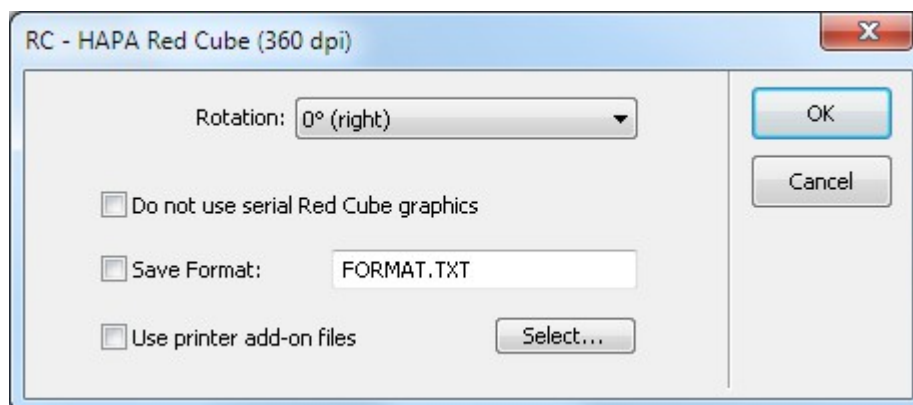 RC - HAPA Red Cube (360 dpi)
Rotation: 0° (right)
OK
Cancel
Do not use serial Red Cube graphics
Save Format: FORMAT.TXT
Use printer add-on files Select...